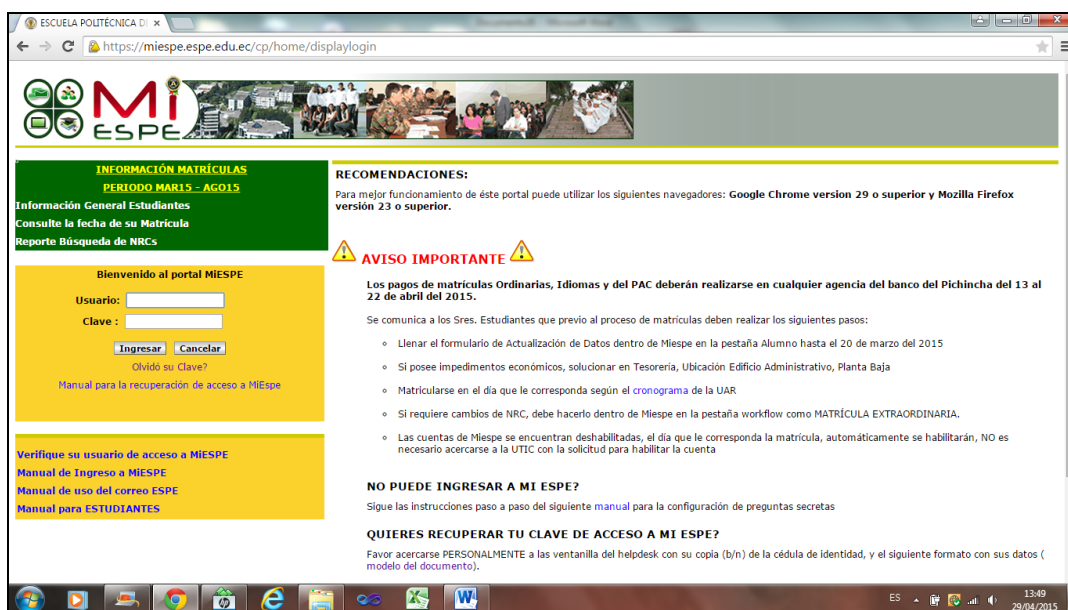 ESCUELA POLITÉCNICA D
https://miespe.espe.edu.ec/cp/home/displaylogin
Mi
ESPE
INFORMACIÓN MATRÍCULAS
PERIODO MAR15 - AGO15
Información General Estudiantes
Consulte la fecha de su Matrícula
Reporte Búsqueda de NRCs
Bienvenido al portal MiESPE
Usuario:
Clave :
Ingresar Cancelar
Olvidó su Clave?
Manual para la recuperación de acceso a MiEspe
Verifique su usuario de acceso a MiESPE
Manual de Ingreso a MiESPE
Manual de uso del correo ESPE
Manual para ESTUDIANTES
RECOMENDACIONES:
Para mejor funcionamiento de éste portal puede utilizar los siguientes navegadores: Google Chrome version 29 o superior y Mozilla Firefox
versión 23 o superior.
AVISO IMPORTANTE
Los pagos de matrículas Ordinarias, Idiomas y del PAC deberán realizarse en cualquier agencia del banco del Pichincha del 13 al
22 de abril del 2015.
Se comunica a los Sres. Estudiantes que previo al proceso de matrículas deben realizar los siguientes pasos:
Llenar el formulario de Actualización de Datos dentro de Miespe en la pestaña Alumno hasta el 20 de marzo del 2015
Si posee impedimentos económicos, solucionar en Tesorería, Ubicación Edificio Administrativo, Planta Baja
Matricularse en el día que le corresponda según el cronograma de la UAR
Si requiere cambios de NRC, debe hacerlo dentro de Miespe en la pestaña workflow como MATRÍCULA EXTRAORDINARIA.
Las cuentas de Miespe se encuentran deshabilitadas, el día que le corresponda la matrícula, automáticamente se habilitarán, NO es
necesario acercarse a la UTIC con la solicitud para habilitar la cuenta
NO PUEDE INGRESAR A MI ESPE?
Sigue las instrucciones paso a paso del siguiente manual para la configuración de preguntas secretas
QUIERES RECUPERAR TU CLAVE DE ACCESO A MI ESPE?
Favor acercarse PERSONALMENTE a las ventanilla del helpdesk con su copia (b/n) de la cédula de identidad, y el siguiente formato con sus datos (
modelo del documento).
ES
13:49
29/04/2015